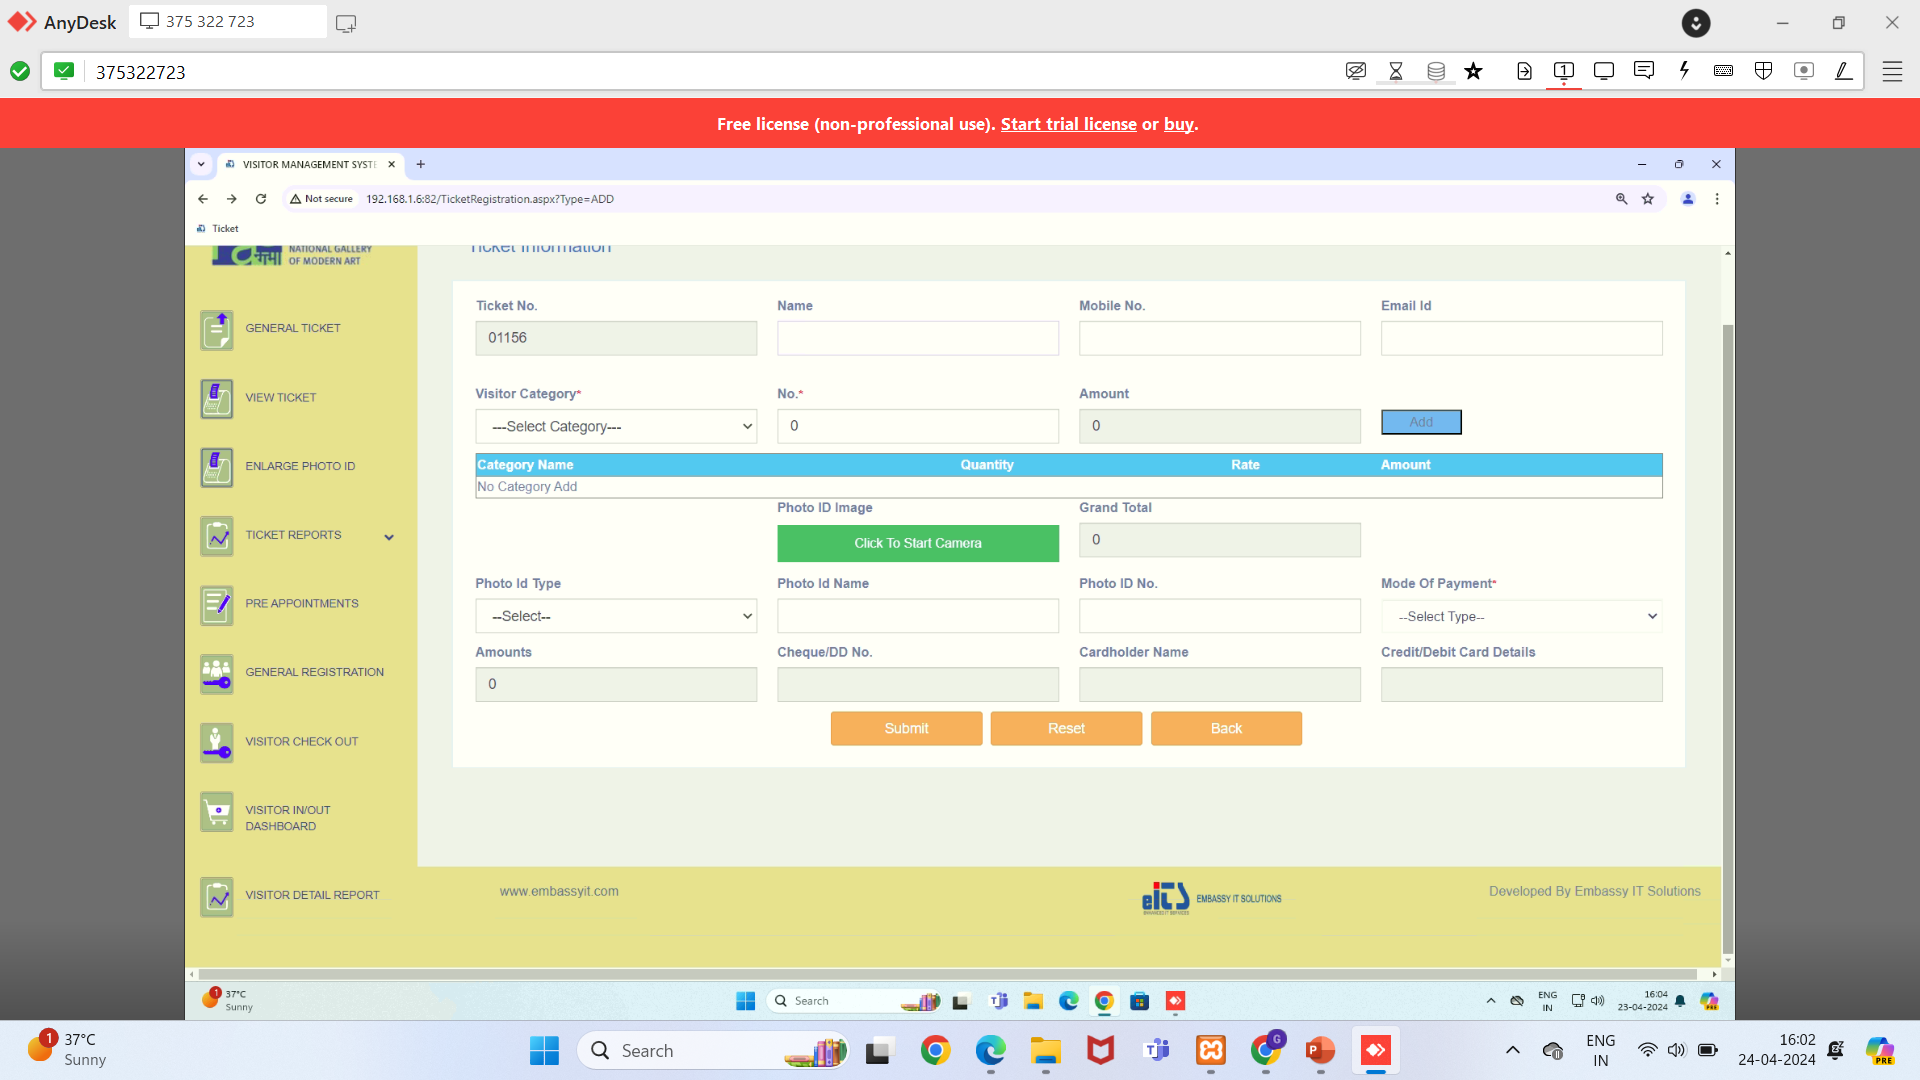 AnyDesk
375 322 723
375322723
Free license (non-professional use). Start trial license or buy.
VISITOR MANAGEMENT SYSTE
Not secure
192.168.1.6:82/TicketRegistration.aspx?Type=ADD
Ticket
NATIONAL GALLERY
OF MODERN ART
Ticket Information
GENERAL TICKET
VIEW TICKET
ENLARGE PHOTO ID
TICKET REPORTS
PRE APPOINTMENTS
GENERAL REGISTRATION
VISITOR CHECK OUT
VISITOR IN/OUT
DASHBOARD
VISITOR DETAIL REPORT
Ticket No. Name Mobile No. Email Id
01156
Visitor Category* No.* Amount
---Select Category--- 0 0 Add
Category Name Quantity Rate Amount
No Category Add
Photo ID Image Grand Total
Click To Start Camera 0
Photo Id Type Photo Id Name Photo ID No. Mode Of Payment*
--Select-- --Select Type--
Amounts Cheque/DD No. Cardholder Name Credit/Debit Card Details
0
Submit Reset Back
www.embassyit.com
eITS EMBASSY IT SOLUTIONS
Developed By Embassy IT Solutions
1 37°C
Sunny
Search
ENG
IN
16:04
23-04-2024
PRE
1 37°C
Sunny
Search
G
ENG
IN
16:02
24-04-2024
PRE